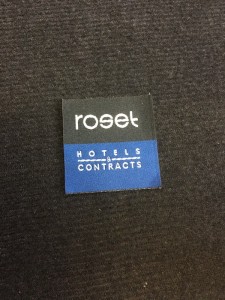 roset
HOTELS
&
CONTRACTS